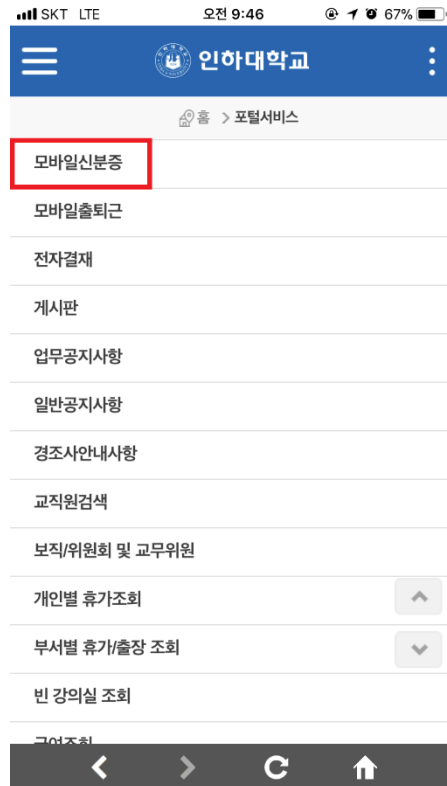 SKT LTE 오전 9:46 67%
인하대학교
홈 > 포털서비스
모바일신분증
모바일출퇴근
전자결재
게시판
업무공지사항
일반공지사항
경조사안내사항
교직원검색
보직/위원회 및 교무위원
개인별 휴가조회
부서별 휴가/출장 조회
빈 강의실 조회